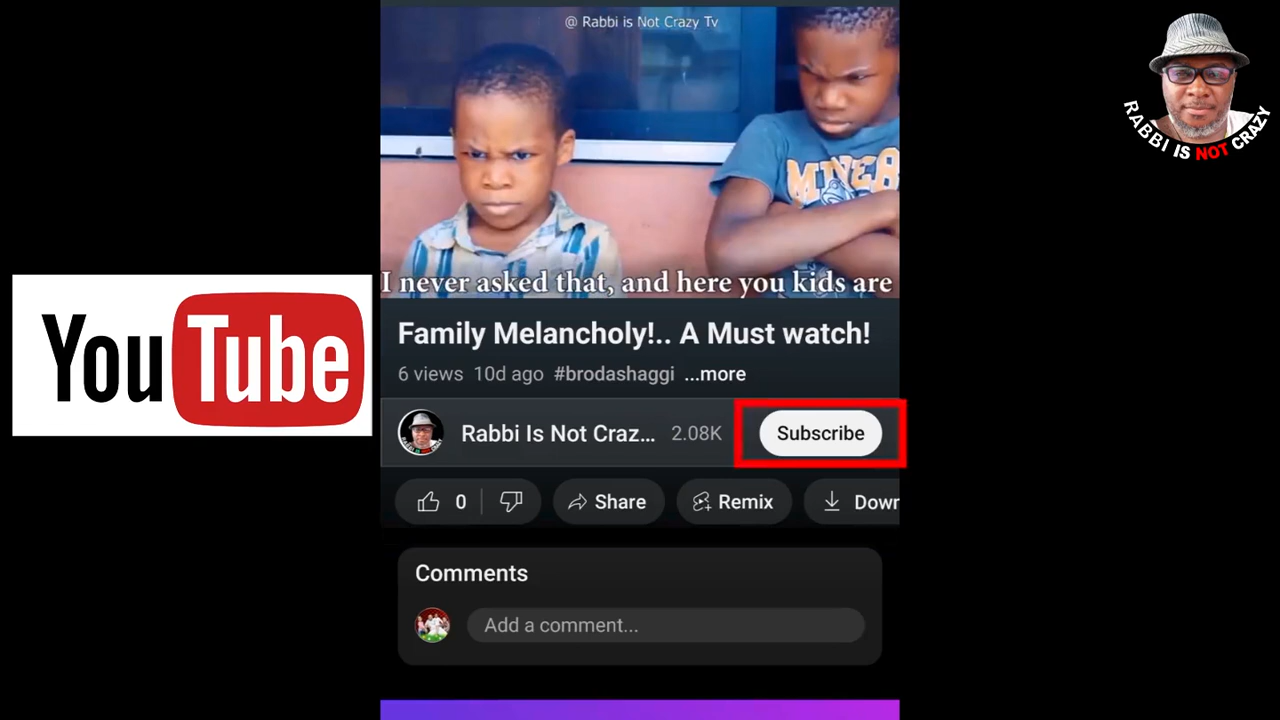 @ Rabbi is Not Crazy Tv
RABBI IS NOT CRAZY
I never asked that, and here you kids are
YouTube
Family Melancholy!.. A Must watch!
6 views 10d ago #brodashaggi ...more
Rabbi Is Not Craz... 2.08K Subscribe
0 Share Remix Down
Comments
Add a comment...